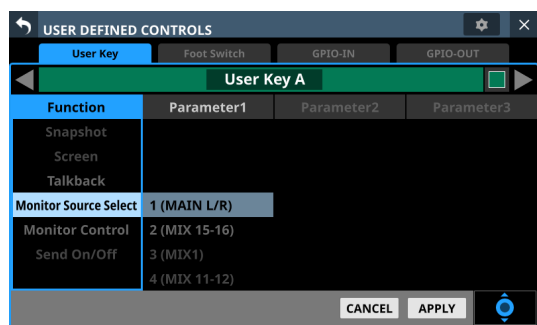 USER DEFINED CONTROLS
User Key
Foot Switch
GPIO-IN
GPIO-OUT
User Key A
Function
Parameter1
Parameter2
Parameter3
Snapshot
Screen
Talkback
Monitor Source Select
1 (MAIN L/R)
Monitor Control
2 (MIX 15-16)
Send On/Off
3 (MIX1)
4 (MIX 11-12)
CANCEL
APPLY